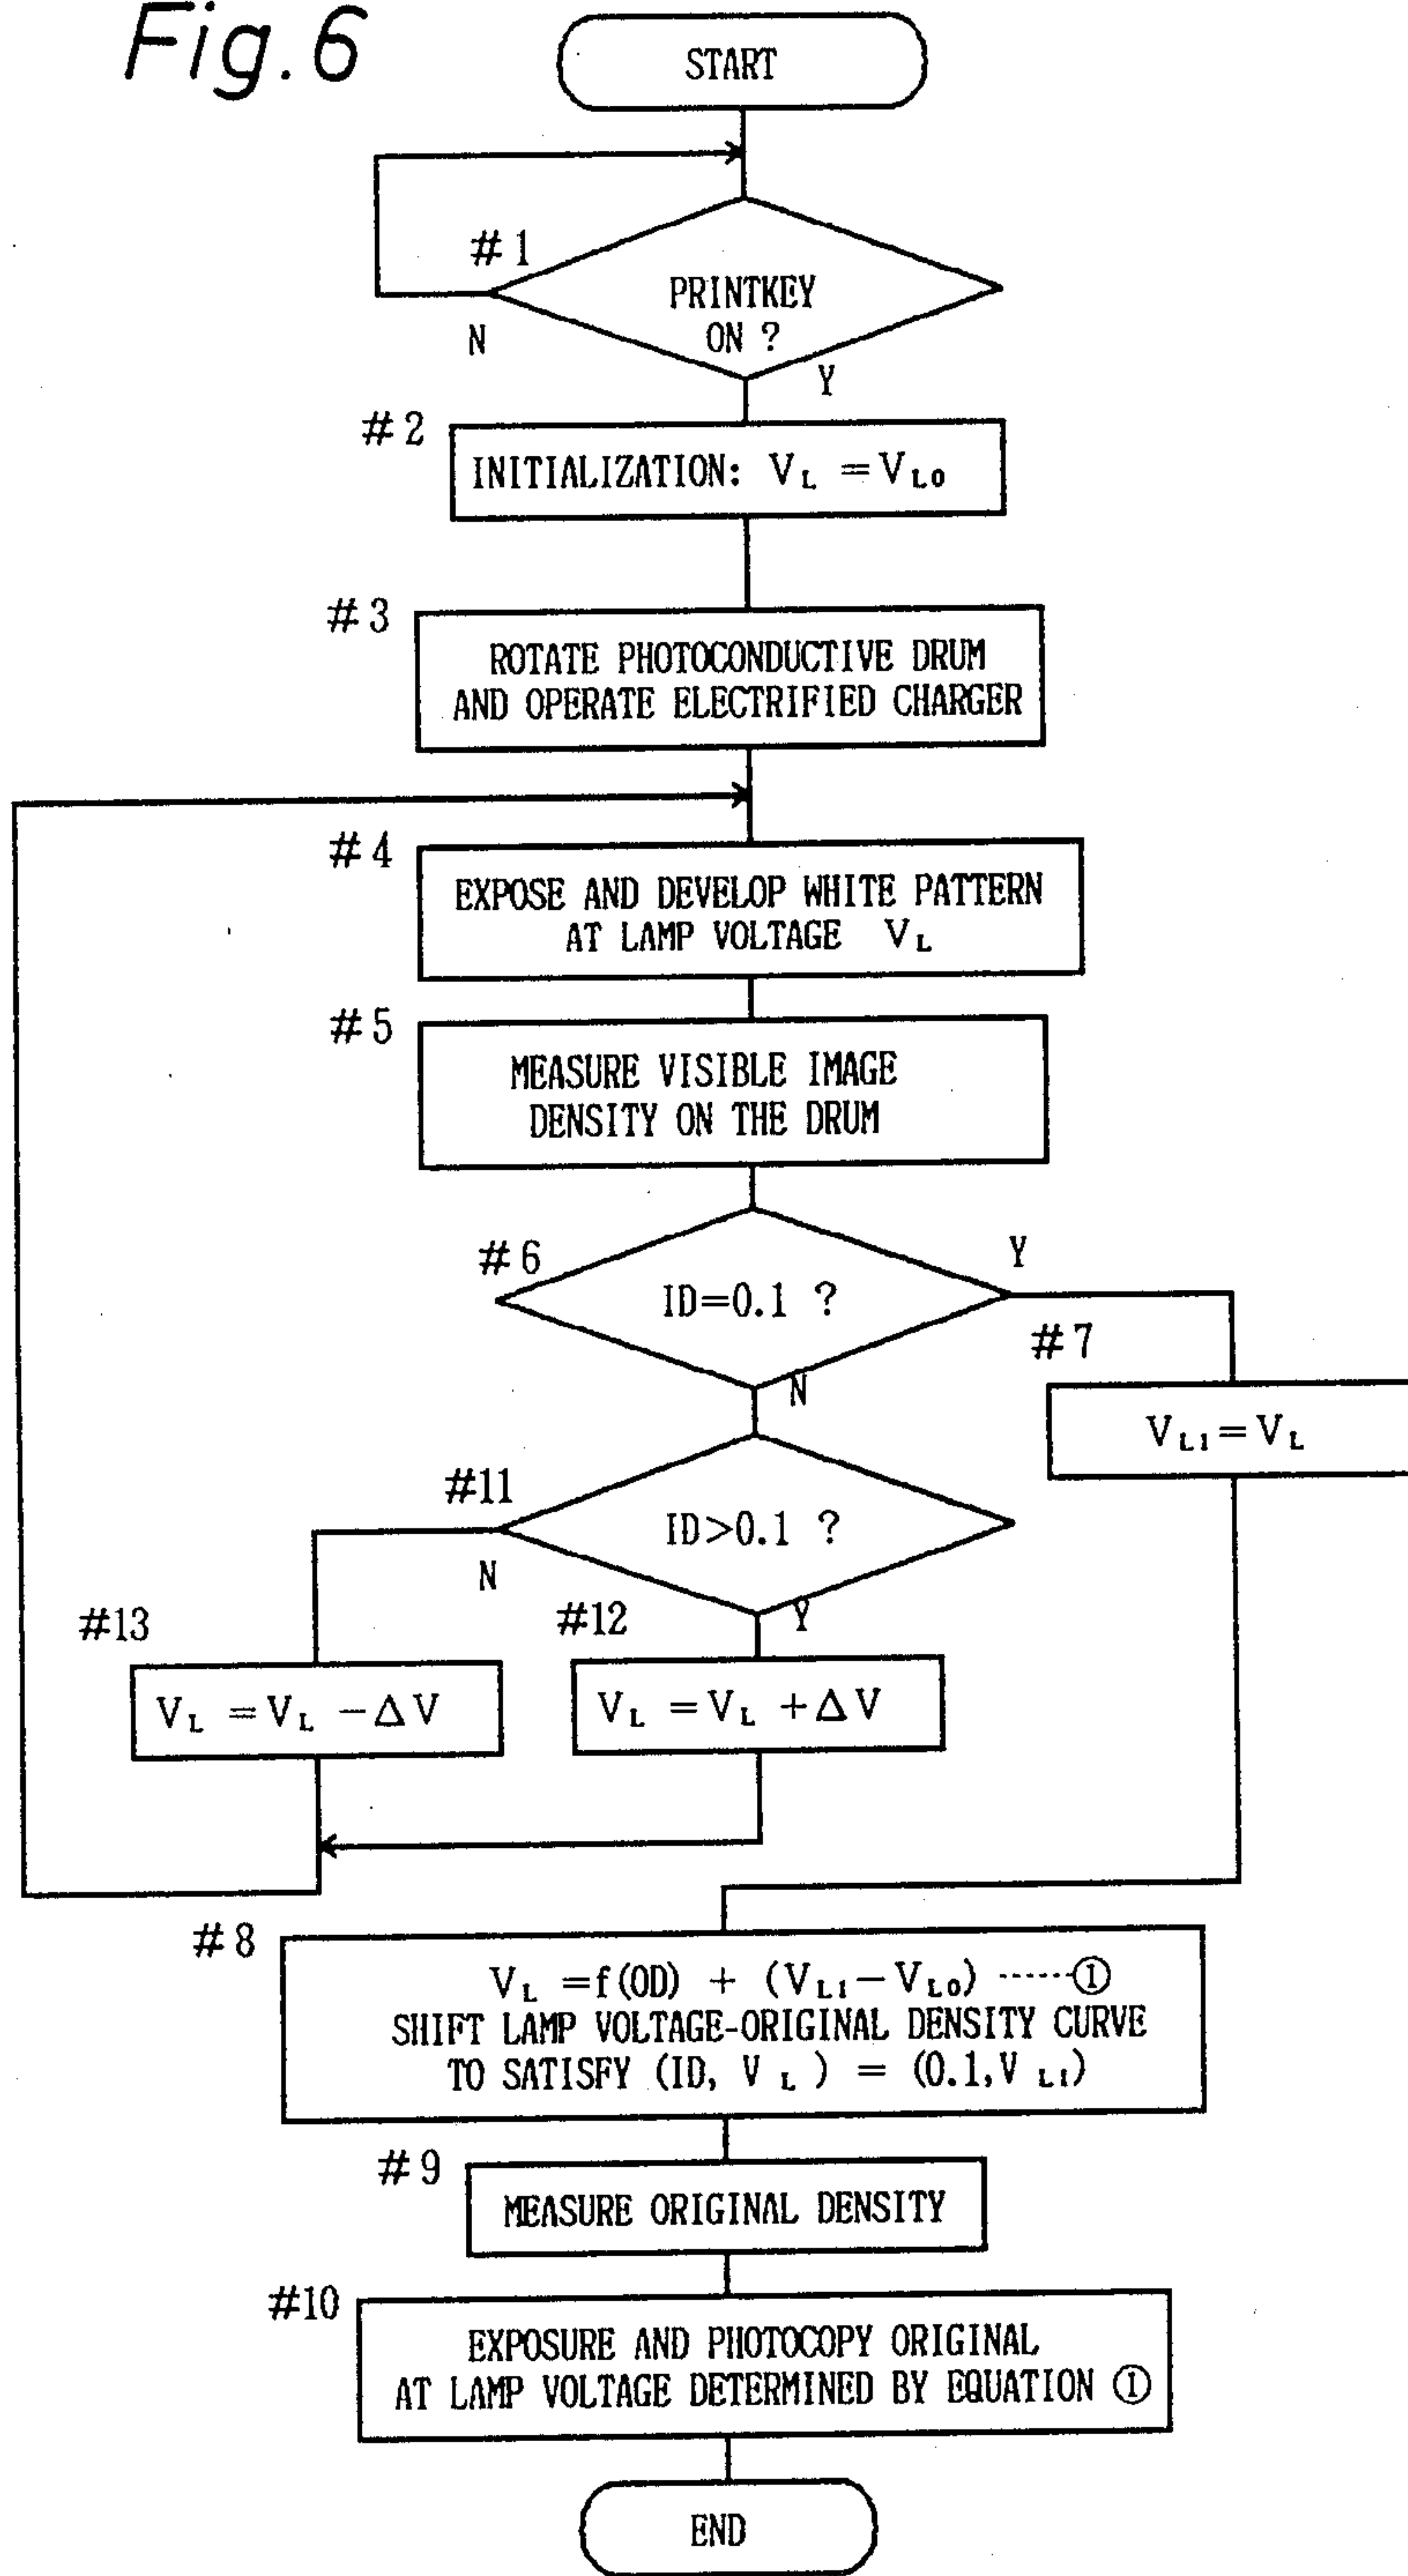 Fig.6
START
#1
PRINTKEY
ON ?
N
Y
#2
INITIALIZATION: VL =VL0
#3
ROTATE PHOTOCONDUCTIVE DRUM
AND OPERATE ELECTRIFIED CHARGER
#4
EXPOSE AND DEVELOP WHITE PATTERN
AT LAMP VOLTAGE VL
#5
MEASURE VISIBLE IMAGE
DENSITY ON THE DRUM
#6
ID=0.1 ?
Y
N
#7
VL1=VL
#11
ID>0.1 ?
N
Y
#13
VL =VL -ΔV
#12
VL =VL +ΔV
#8
VL =f(OD) + (VL1-VL0) ------①
SHIFT LAMP VOLTAGE-ORIGINAL DENSITY CURVE
TO SATISFY (ID, VL ) = (0.1,VL1)
#9
MEASURE ORIGINAL DENSITY
#10
EXPOSURE AND PHOTOCOPY ORIGINAL
AT LAMP VOLTAGE DETERMINED BY EQUATION ①
END